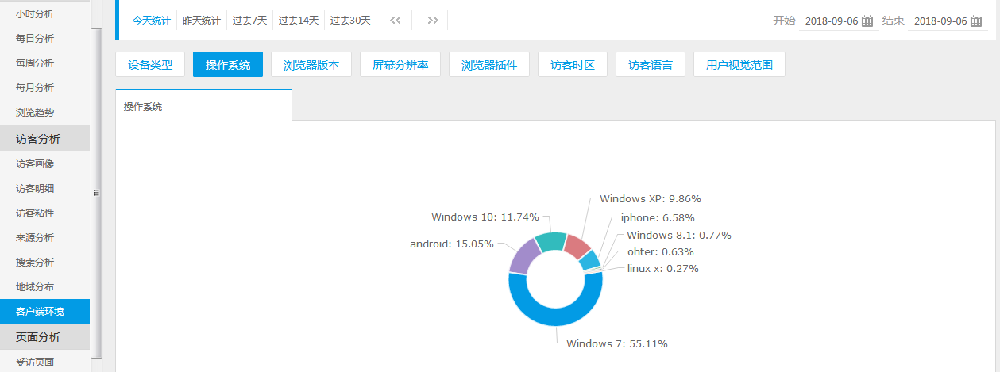 小时分析
每日分析
每周分析
每月分析
浏览趋势
访客分析
访客画像
访客明细
访客粘性
来源分析
搜索分析
地域分布
客户端环境
页面分析
受访页面
今天统计 昨天统计 过去7天 过去14天 过去30天 开始 2018-09-06 结束 2018-09-06
设备类型 操作系统 浏览器版本 屏幕分辨率 浏览器插件 访客时区 访客语言 用户视觉范围
操作系统
Windows XP: 9.86%
Windows 10: 11.74%
iphone: 6.58%
Windows 8.1: 0.77%
android: 15.05%
ohter: 0.63%
linux x: 0.27%
Windows 7: 55.11%